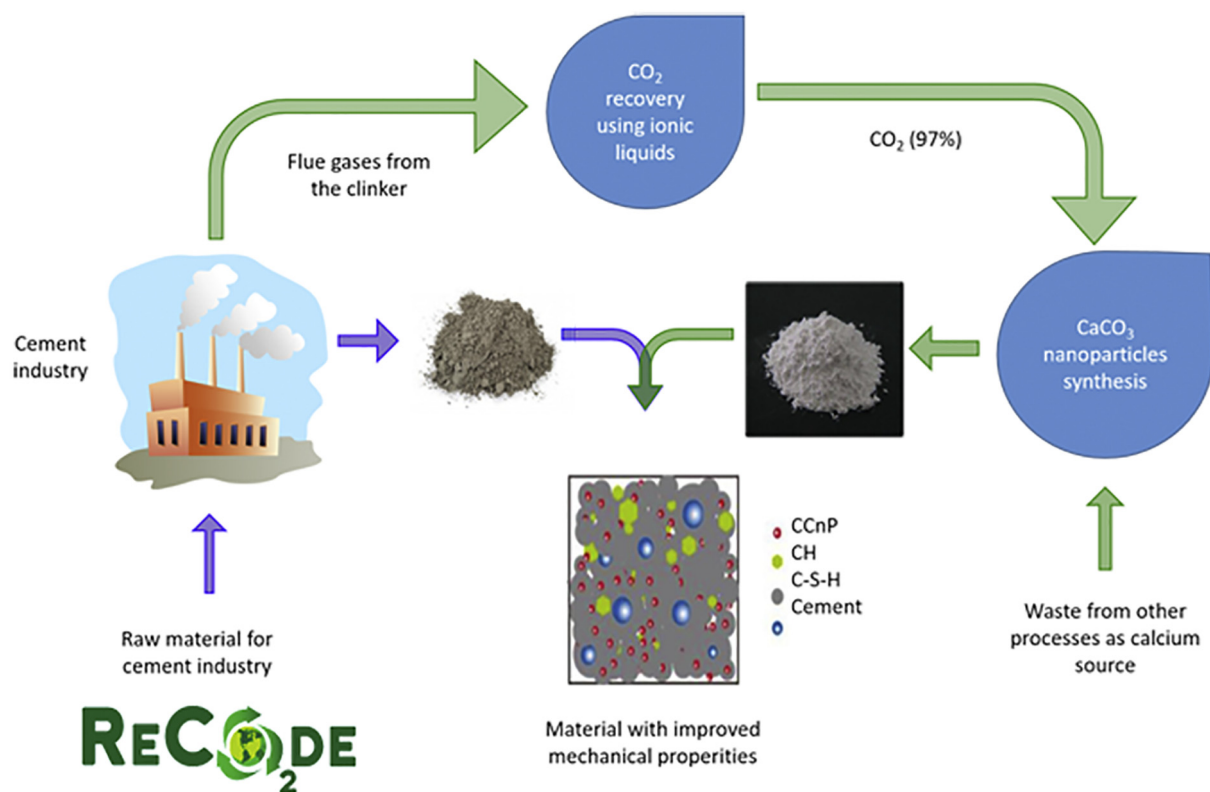 CO₂
recovery
using ionic
liquids
CO₂ (97%)
Flue gases from
the clinker
Cement
industry
CaCO₃
nanoparticles
synthesis
CCnP
CH
C-S-H
Cement
Raw material for
cement industry
Waste from other
processes as calcium
source
Material with improved
mechanical properities
RECO₂DE